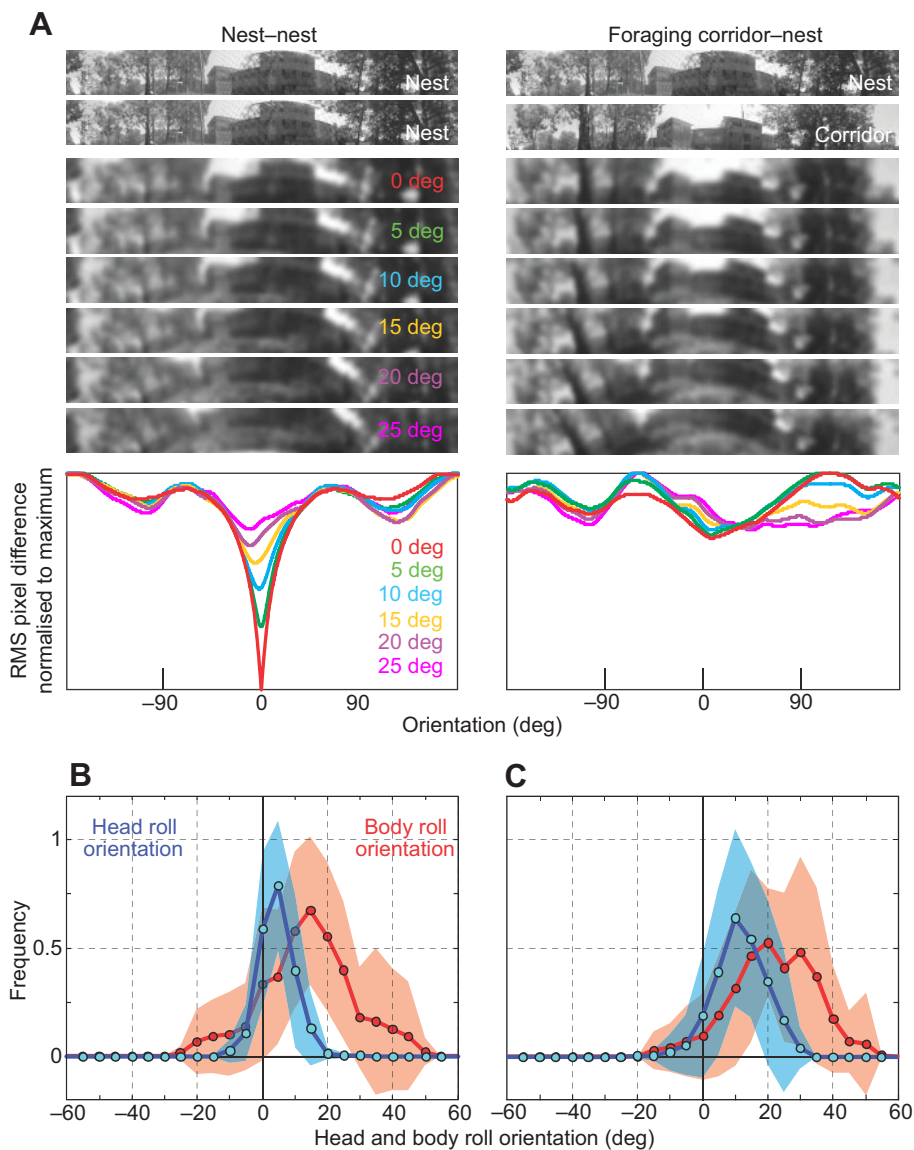 A
Nest–nest
Foraging corridor–nest
Nest
Nest
Nest
Corridor
0 deg
5 deg
10 deg
15 deg
20 deg
25 deg
RMS pixel difference
normalised to maximum
0 deg
5 deg
10 deg
15 deg
20 deg
25 deg
–90
0
90
–90
0
90
Orientation (deg)
B
C
Head roll
orientation
Body roll
orientation
Frequency
1
0.5
0
–60
–40
–20
0
20
40
60
–60
–40
–20
0
20
40
60
Head and body roll orientation (deg)